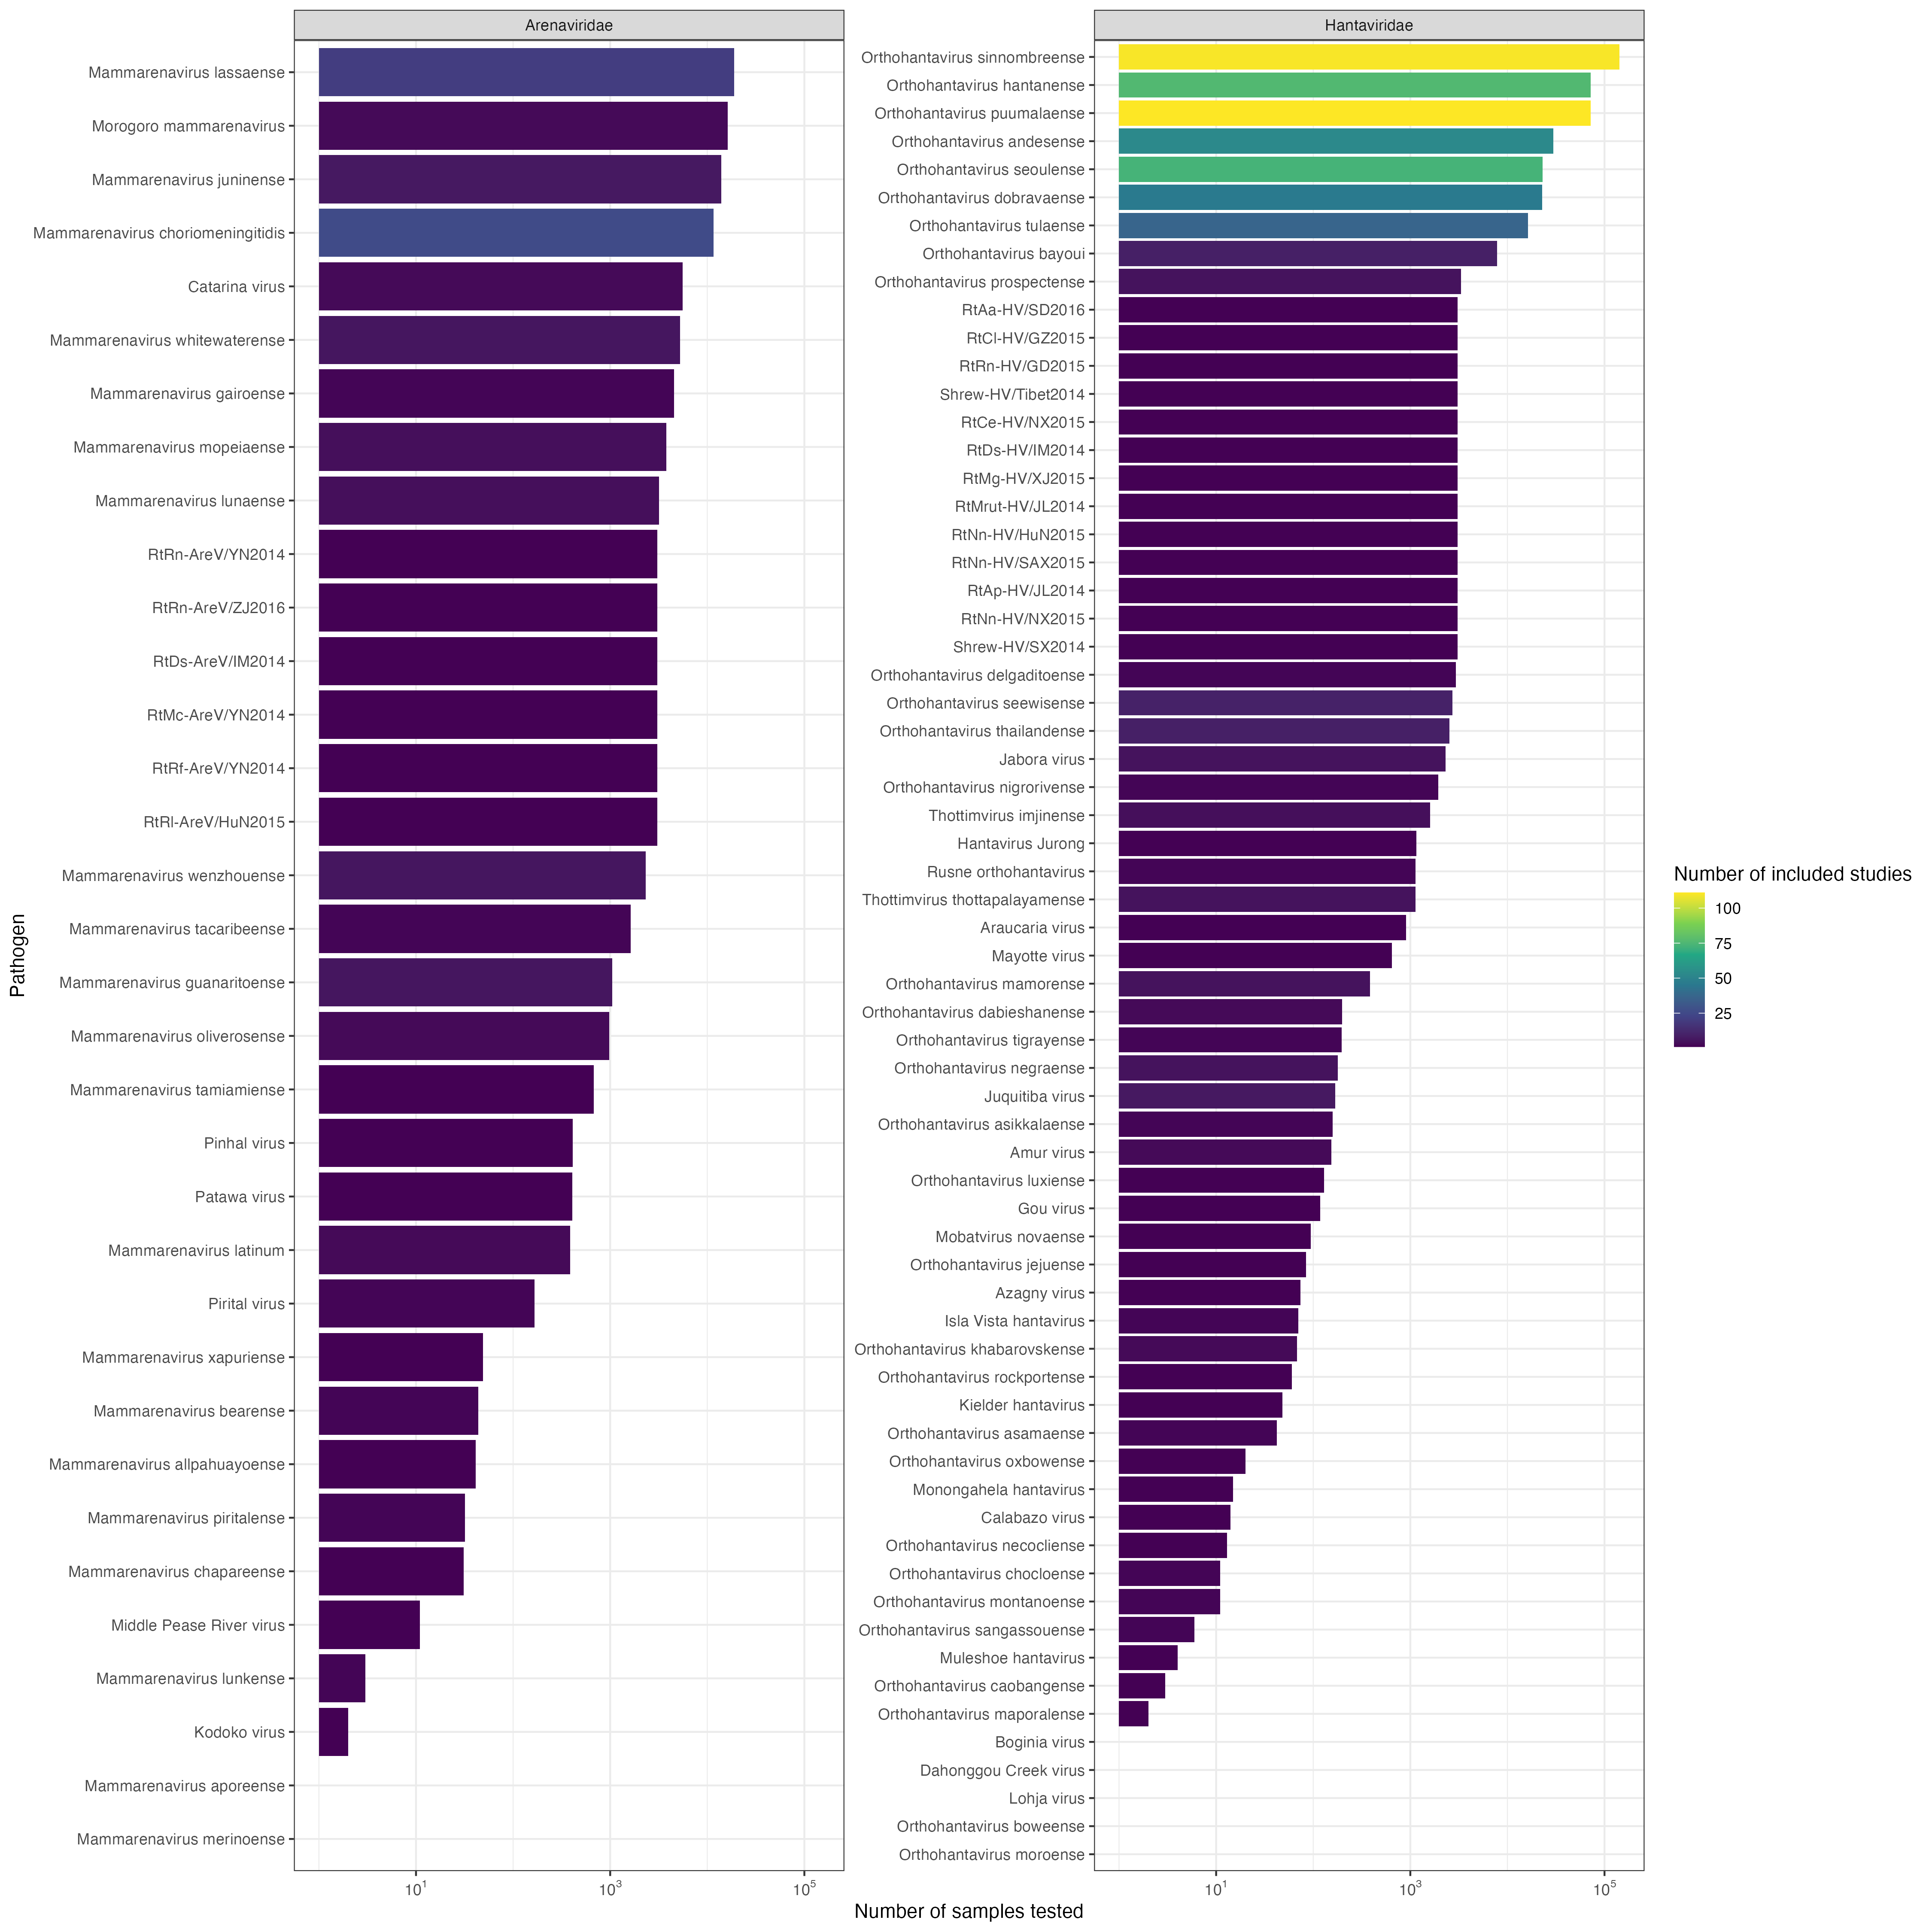 Arenaviridae
Hantaviridae
Pathogen
Mammarenavirus lassaense
Morogoro mammarenavirus
Mammarenavirus juninense
Mammarenavirus choriomeningitidis
Catarina virus
Mammarenavirus whitewaterense
Mammarenavirus gairoense
Mammarenavirus mopeiaense
Mammarenavirus lunaense
RtRn-AreV/YN2014
RtRn-AreV/ZJ2016
RtDs-AreV/IM2014
RtMc-AreV/YN2014
RtRf-AreV/YN2014
RtRl-AreV/HuN2015
Mammarenavirus wenzhouense
Mammarenavirus tacaribeense
Mammarenavirus guanaritoense
Mammarenavirus oliverosense
Mammarenavirus tamiamiense
Pinhal virus
Patawa virus
Mammarenavirus latinum
Pirital virus
Mammarenavirus xapuriense
Mammarenavirus bearense
Mammarenavirus allpahuayoense
Mammarenavirus piritalense
Mammarenavirus chapareense
Middle Pease River virus
Mammarenavirus lunkense
Kodoko virus
Mammarenavirus aporeense
Mammarenavirus merinoense
Orthohantavirus sinnombreense
Orthohantavirus hantanense
Orthohantavirus puumalaense
Orthohantavirus andesense
Orthohantavirus seoulense
Orthohantavirus dobravaense
Orthohantavirus tulaense
Orthohantavirus bayoui
Orthohantavirus prospectense
RtAa-HV/SD2016
RtCl-HV/GZ2015
RtRn-HV/GD2015
Shrew-HV/Tibet2014
RtCe-HV/NX2015
RtDs-HV/IM2014
RtMg-HV/XJ2015
RtMrut-HV/JL2014
RtNn-HV/HuN2015
RtNn-HV/SAX2015
RtAp-HV/JL2014
RtNn-HV/NX2015
Shrew-HV/SX2014
Orthohantavirus delgaditoense
Orthohantavirus seewisense
Orthohantavirus thailandense
Jabora virus
Orthohantavirus nigrorivense
Thottimvirus imjinense
Hantavirus Jurong
Rusne orthohantavirus
Thottimvirus thottapalayamense
Araucaria virus
Mayotte virus
Orthohantavirus mamorense
Orthohantavirus dabieshanense
Orthohantavirus tigrayense
Orthohantavirus negraense
Juquitiba virus
Orthohantavirus asikkalaense
Amur virus
Orthohantavirus luxiense
Gou virus
Mobatvirus novaense
Orthohantavirus jejuense
Azagny virus
Isla Vista hantavirus
Orthohantavirus khabarovskense
Orthohantavirus rockportense
Kielder hantavirus
Orthohantavirus asamaense
Orthohantavirus oxbowense
Monongahela hantavirus
Calabazo virus
Orthohantavirus necocliense
Orthohantavirus chocloense
Orthohantavirus montanoense
Orthohantavirus sangassouense
Muleshoe hantavirus
Orthohantavirus caobangense
Orthohantavirus maporalense
Boginia virus
Dahonggou Creek virus
Lohja virus
Orthohantavirus boweense
Orthohantavirus moroense
10¹ 10³ 10⁵
10¹ 10³ 10⁵
Number of samples tested
Number of included studies
100
75
50
25